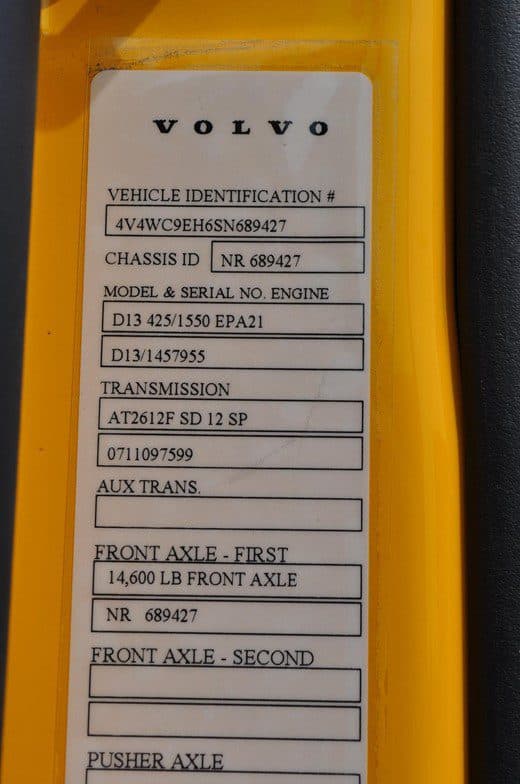 VOLVO
VEHICLE IDENTIFICATION #
4V4WC9EH6SN689427
CHASSIS ID NR 689427
MODEL & SERIAL NO. ENGINE
D13 425/1550 EPA21
D13/1457955
TRANSMISSION
AT2612F SD 12 SP
0711097599
AUX TRANS.
FRONT AXLE - FIRST
14,600 LB FRONT AXLE
NR 689427
FRONT AXLE - SECOND
PUSHER AXLE